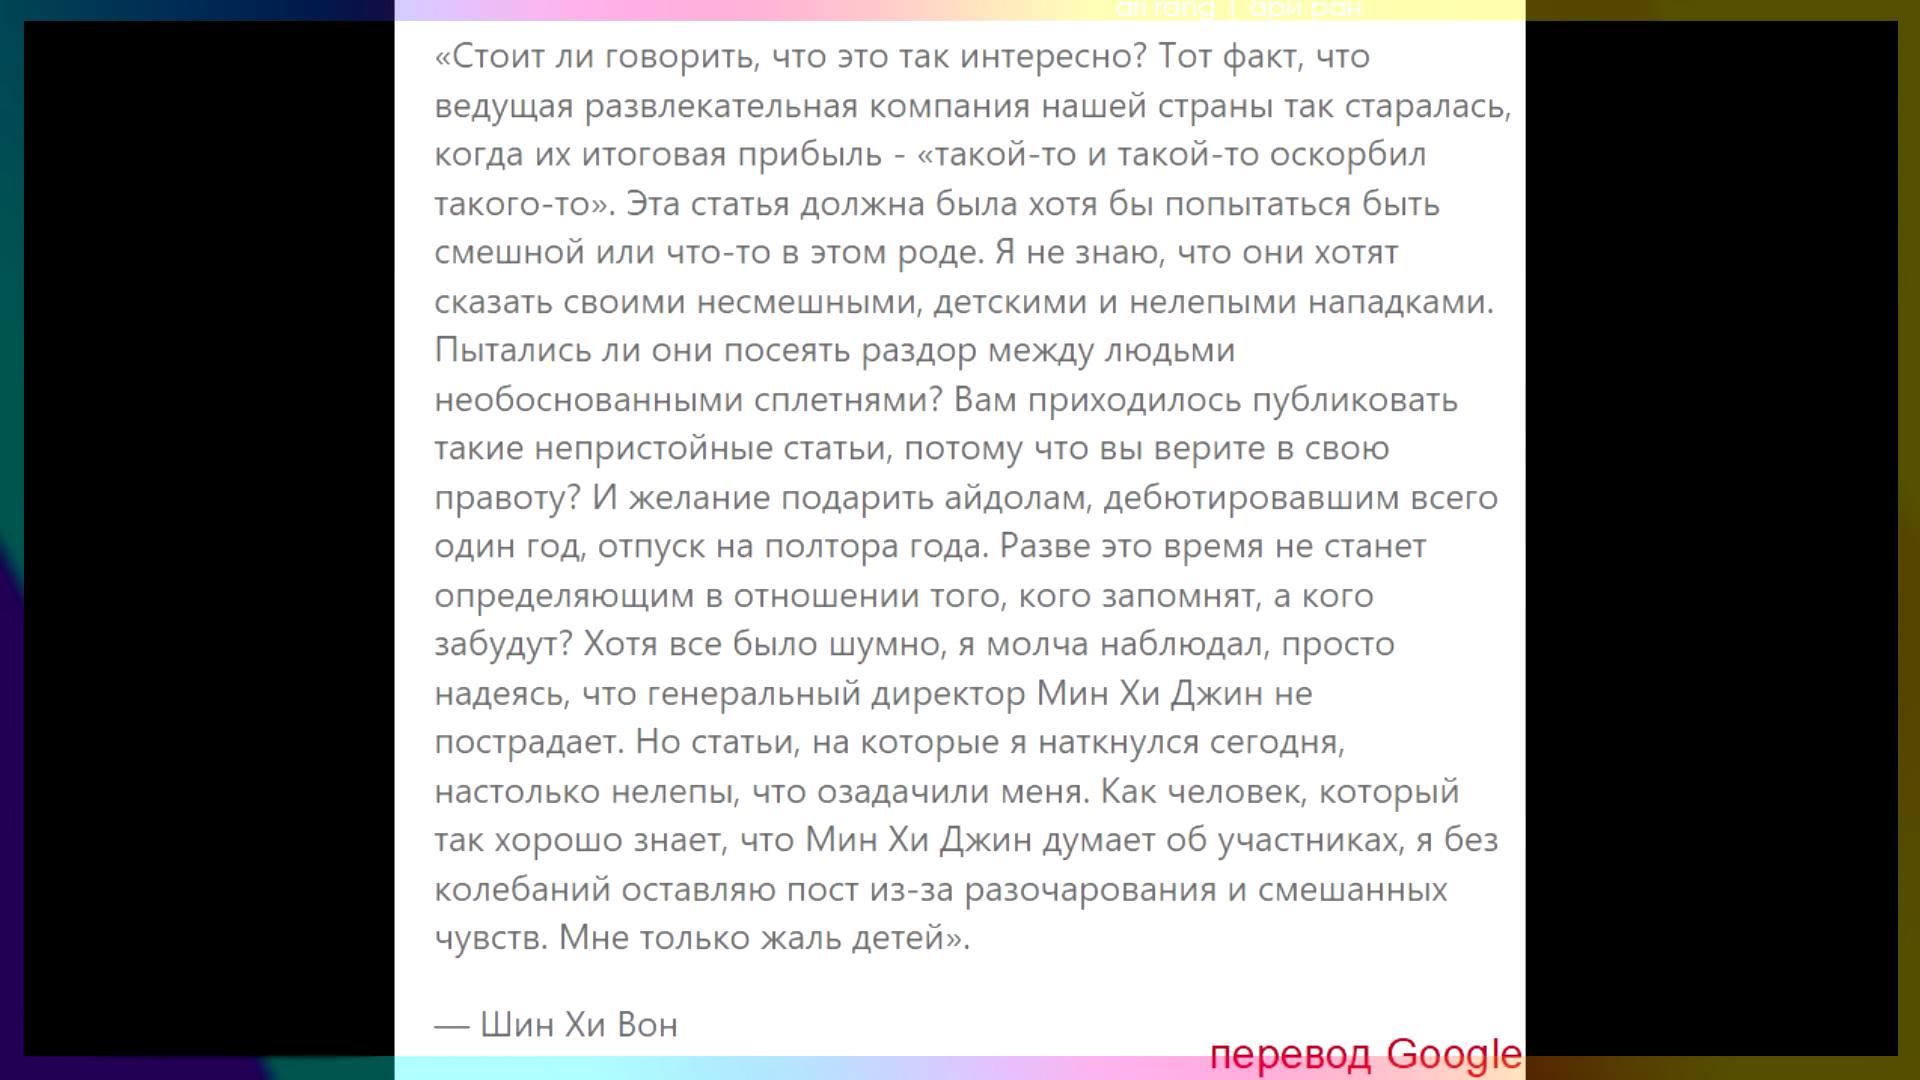 ari rang | ари ран
«Стоит ли говорить, что это так интересно? Тот факт, что
ведущая развлекательная компания нашей страны так старалась,
когда их итоговая прибыль - «такой-то и такой-то оскорбил
такого-то». Эта статья должна была хотя бы попытаться быть
смешной или что-то в этом роде. Я не знаю, что они хотят
сказать своими несмешными, детскими и нелепыми нападками.
Пытались ли они посеять раздор между людьми
необоснованными сплетнями? Вам приходилось публиковать
такие непристойные статьи, потому что вы верите в свою
правоту? И желание подарить айдолам, дебютировавшим всего
один год, отпуск на полтора года. Разве это время не станет
определяющим в отношении того, кого запомнят, а кого
забудут? Хотя все было шумно, я молча наблюдал, просто
надеясь, что генеральный директор Мин Хи Джин не
пострадает. Но статьи, на которые я наткнулся сегодня,
настолько нелепы, что озадачили меня. Как человек, который
так хорошо знает, что Мин Хи Джин думает об участниках, я без
колебаний оставляю пост из-за разочарования и смешанных
чувств. Мне только жаль детей».
— Шин Хи Вон
перевод Google